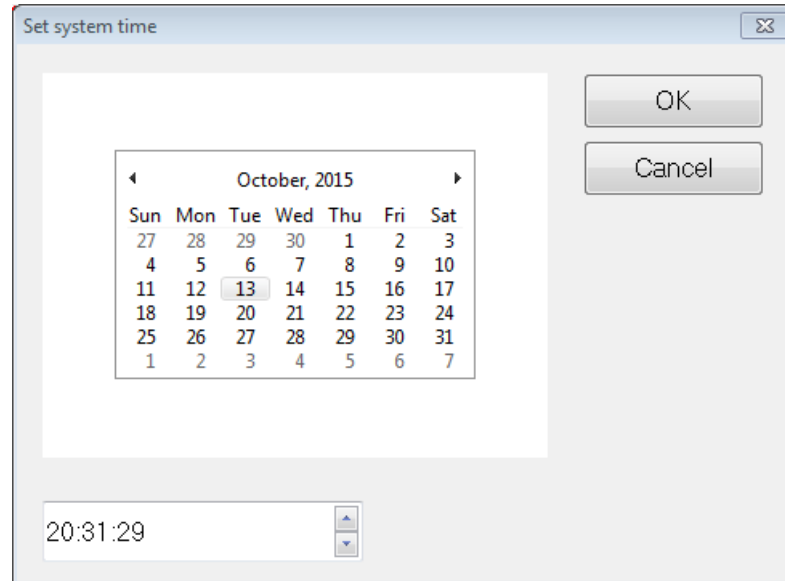 Set system time
OK
Cancel
October, 2015
Sun Mon Tue Wed Thu Fri Sat
27 28 29 30 1 2 3
4 5 6 7 8 9 10
11 12 13 14 15 16 17
18 19 20 21 22 23 24
25 26 27 28 29 30 31
1 2 3 4 5 6 7
20:31:29